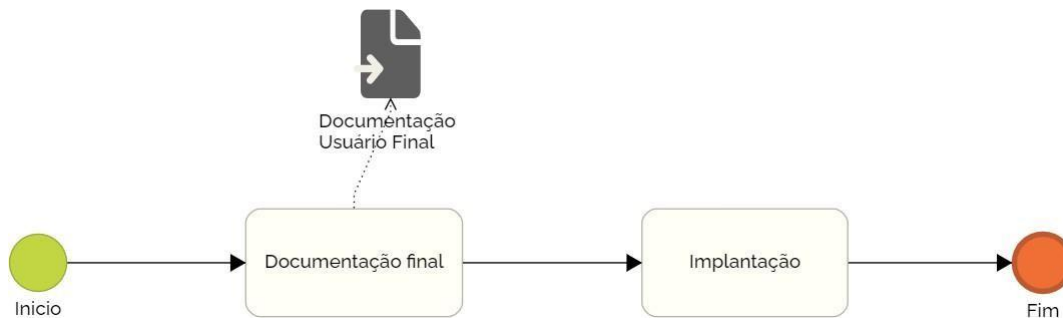 Documentação
Usuário Final
Documentação final
Implantação
Inicio
Fim